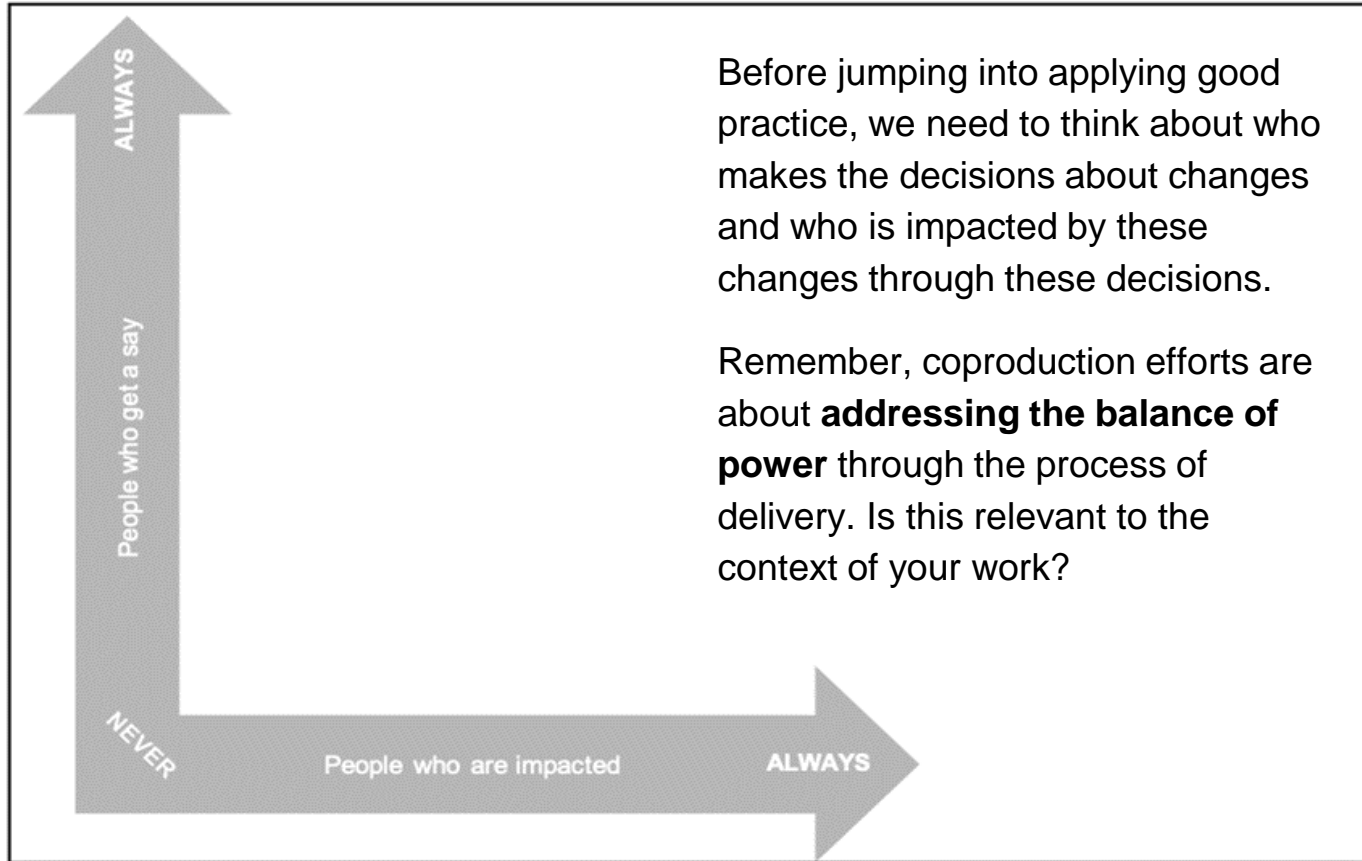 ALWAYS
People who get a say
NEVER
People who are impacted
ALWAYS
Before jumping into applying good
practice, we need to think about who
makes the decisions about changes
and who is impacted by these
changes through these decisions.
Remember, coproduction efforts are
about addressing the balance of
power through the process of
delivery. Is this relevant to the
context of your work?